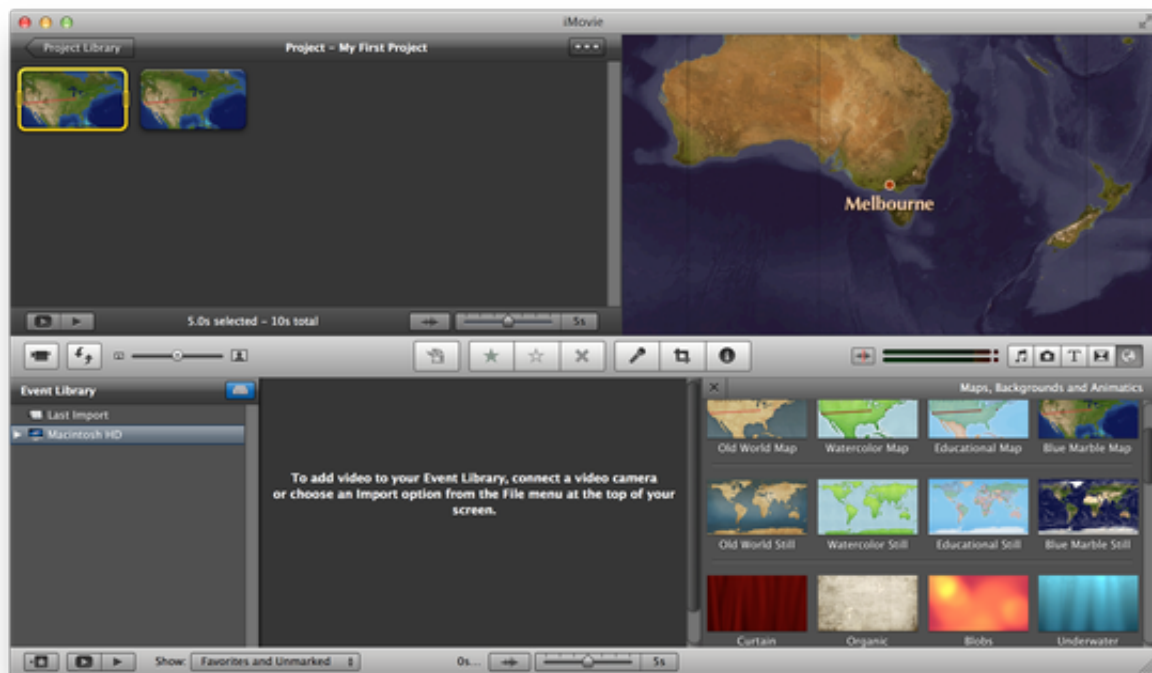 iMovie
Project Library
Project - My First Project
Melbourne
5.0s selected - 10s total
5s
Event Library
Last Import
Macintosh HD
To add video to your Event Library, connect a video camera
or choose an Import option from the File menu at the top of your
screen.
Maps, Backgrounds and Animatics
Old World Map
Watercolor Map
Educational Map
Blue Marble Map
Old World Still
Watercolor Still
Educational Still
Blue Marble Still
Curtain
Organic
Blobs
Underwater
Show: Favorites and Unmarked
0s...
5s